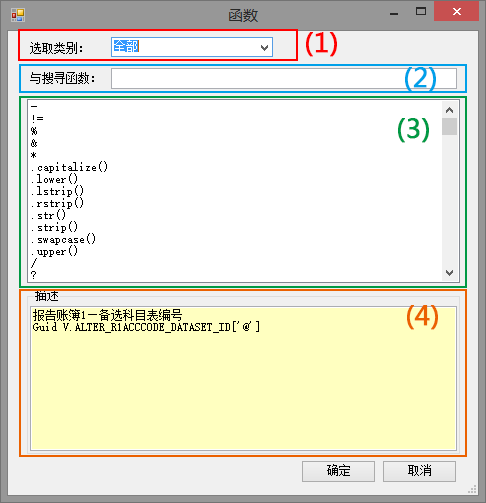 函数
选取类别: 全部 (1)
与搜寻函数: (2)
(3)
-
!=
%
&
*
.capitalize()
.lower()
.lstrip()
.rstrip()
.str()
.strip()
.swapcase()
.upper()
/
?
描述
(4)
报告账簿1一备选科目表编号
Guid V.ALTER_R1ACCCODE_DATASET_ID['@']
确定 取消